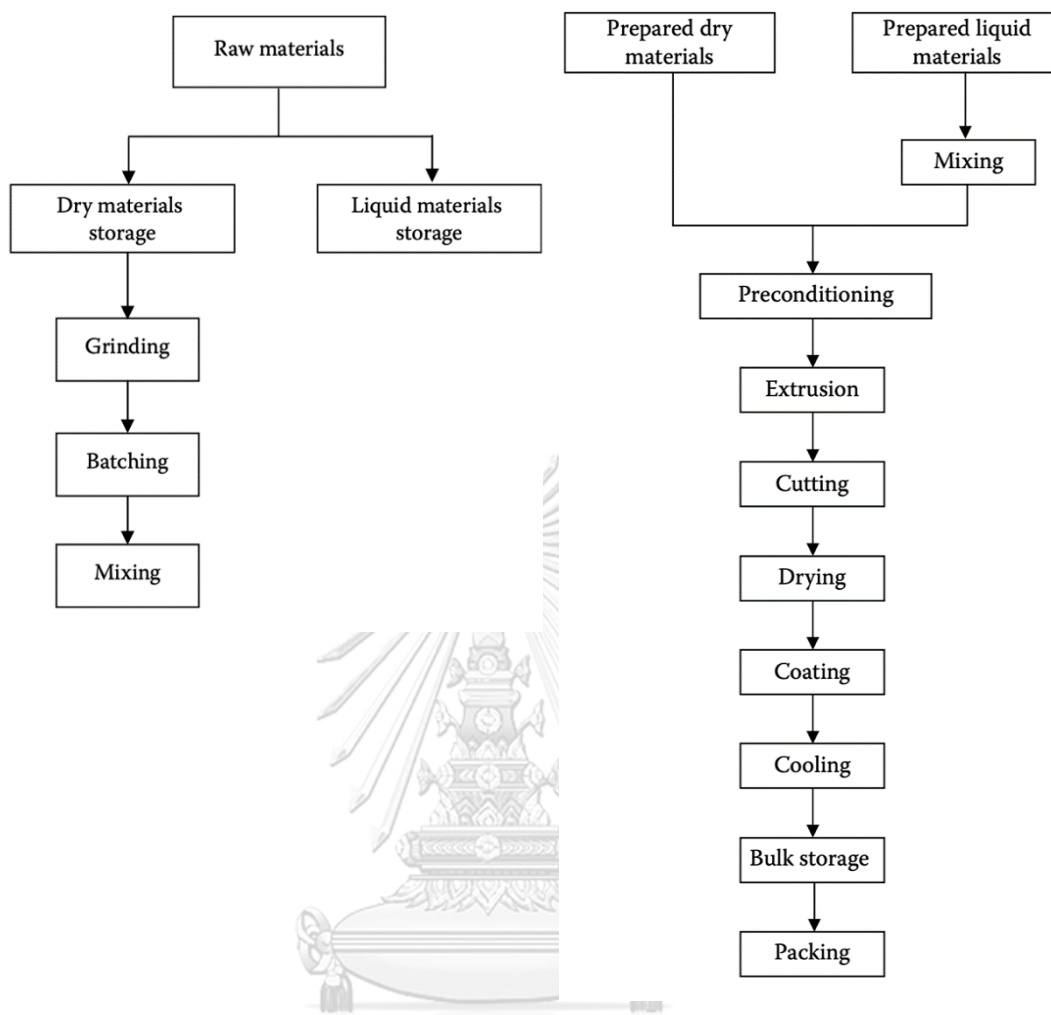 Raw materials
Dry materials
storage
Liquid materials
storage
Grinding
Batching
Mixing
Prepared dry
materials
Prepared liquid
materials
Mixing
Preconditioning
Extrusion
Cutting
Drying
Coating
Cooling
Bulk storage
Packing